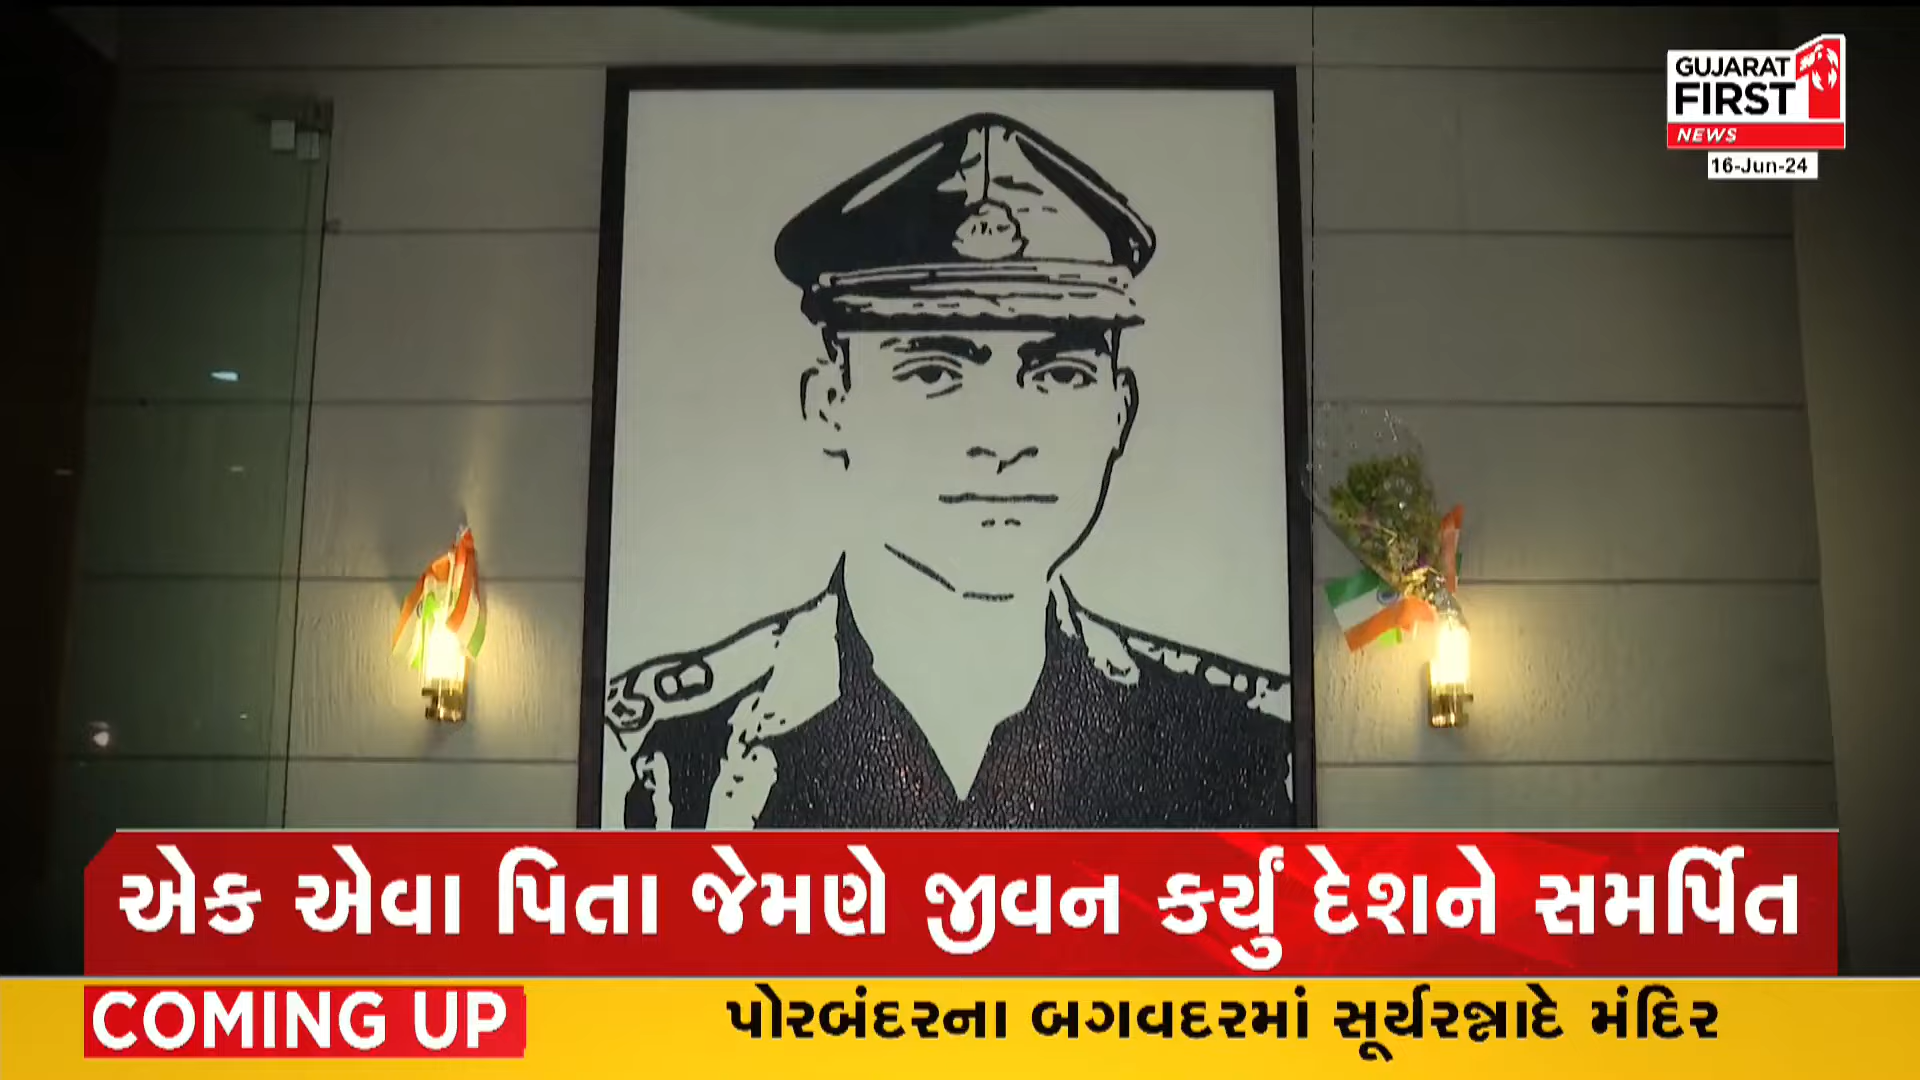 GUJARAT
FIRST 1
NEWS
16-Jun-24
એક એવા પિતા જેમણે જીવન કર્યું દેશને સમર્પિત
COMING UP
પોરબંદરના બગવદરમાં સૂર્યરન્નાદે મંદિર